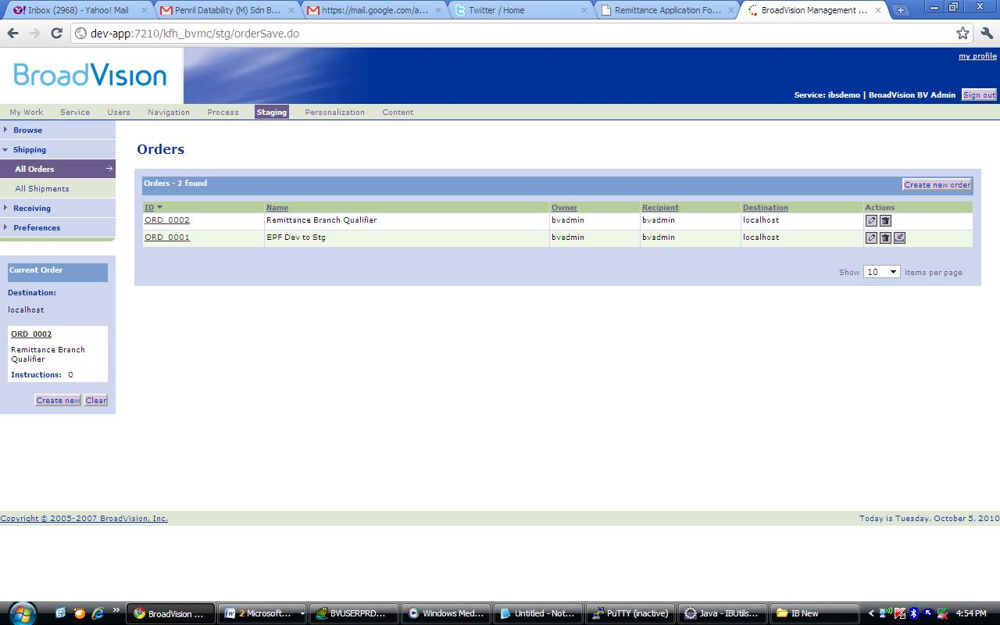 Inbox (2968) - Yahoo! Mail
Penril Datability (M) Sdn B...
https://mail.google.com/a...
Twitter / Home
Remittance Application Fo...
BroadVision Management ...
dev-app:7210/kfh_bvmc/stg/orderSave.do
BroadVision
my profile
Service: ibsdemo | BroadVision BV Admin Sign out
My Work Service Users Navigation Process Staging Personalization Content
Browse
Shipping
All Orders
All Shipments
Receiving
Preferences
Current Order
Destination:
localhost
ORD_0002
Remittance Branch
Qualifier
Instructions: 0
Create new Clear
Orders
Orders - 2 found Create new order
ID Name Owner Recipient Destination Actions
ORD_0002 Remittance Branch Qualifier bvadmin bvadmin localhost
ORD_0001 EPF Dev to Stg bvadmin bvadmin localhost
Show 10 items per page
Copyright © 2005-2007 BroadVision, Inc. Today is Tuesday, October 5, 2010
BroadVision ... 2 Microsoft... BVUSERPRD... Windows Med... Untitled - Not... PuTTY (inactive) Java - IBUtils... IB New 4:54 PM